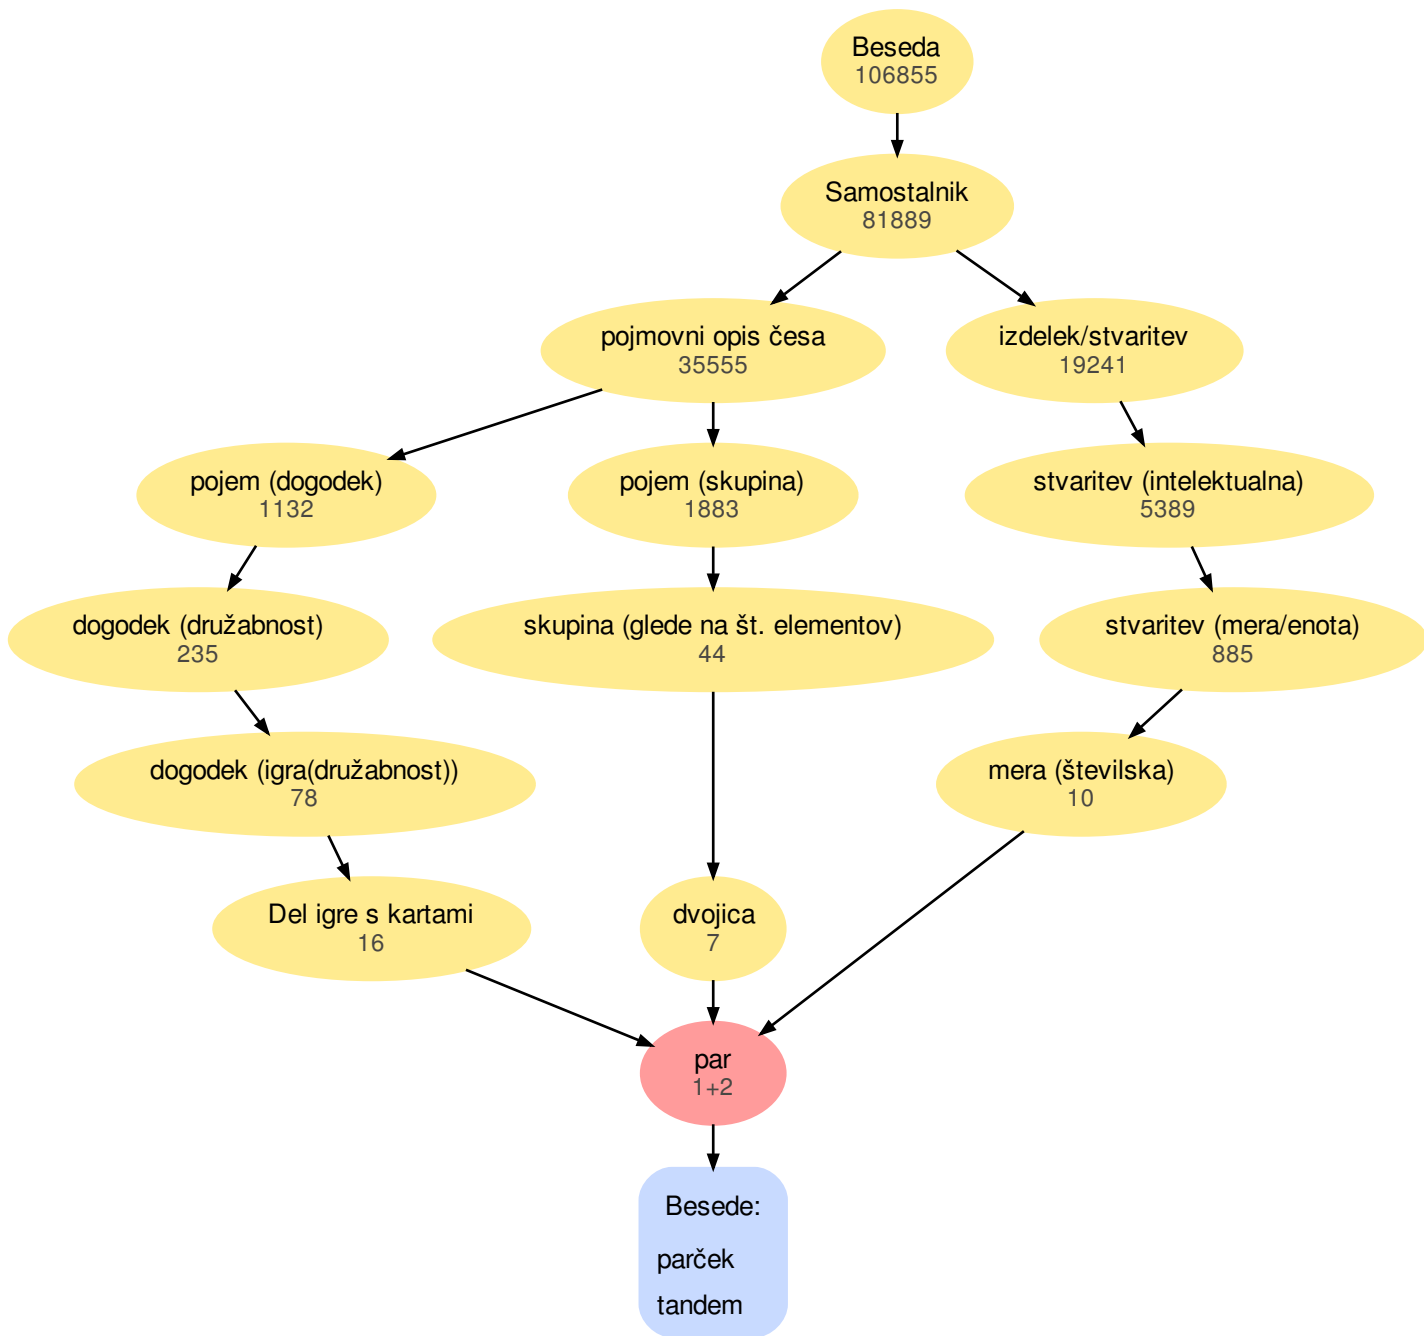 Beseda
106855
Samostalnik
81889
pojmovni opis česa
35555
izdelek/stvaritev
19241
pojem (dogodek)
1132
pojem (skupina)
1883
stvaritev (intelektualna)
5389
dogodek (družabnost)
235
skupina (glede na št. elementov)
44
stvaritev (mera/enota)
885
dogodek (igra(družabnost))
78
mera (številska)
10
Del igre s kartami
16
dvojica
7
par
1+2
Besede:
parček
tandem